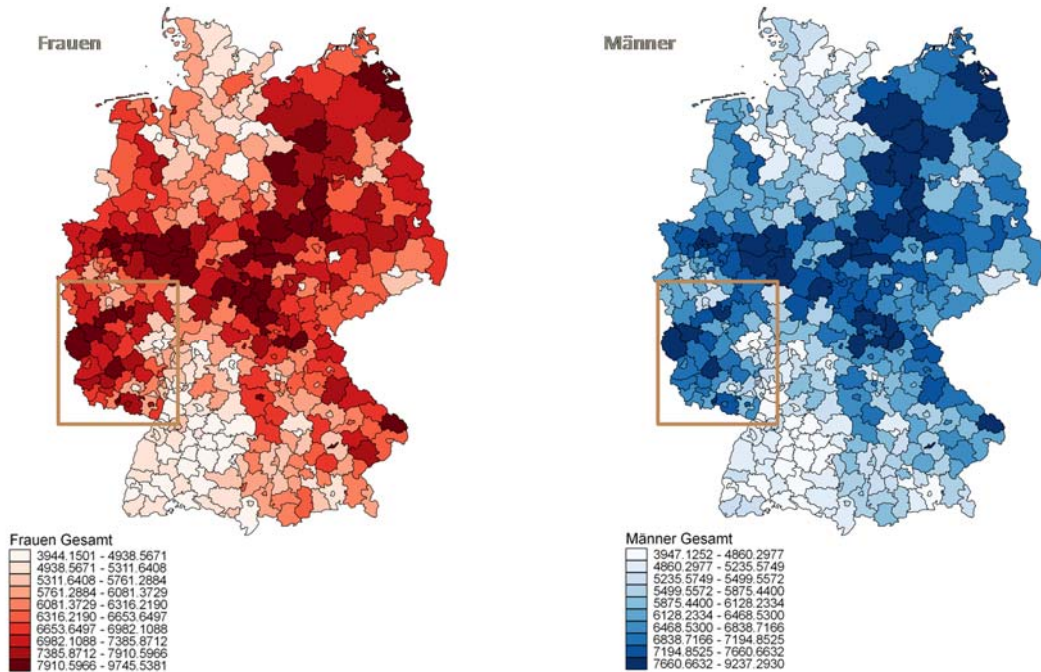 Frauen
Männer
Frauen Gesamt
3944.1501 - 4938.5671
4938.5671 - 5311.6408
5311.6408 - 5761.2884
5761.2884 - 6081.3729
6081.3729 - 6316.2190
6316.2190 - 6653.6497
6653.6497 - 6982.1088
6982.1088 - 7385.8712
7385.8712 - 7910.5966
7910.5966 - 9745.5381
Männer Gesamt
3947.1252 - 4860.2977
4860.2977 - 5235.5749
5235.5749 - 5499.5572
5499.5572 - 5875.4400
5875.4400 - 6128.2334
6128.2334 - 6468.5300
6468.5300 - 6838.7166
6838.7166 - 7194.8525
7194.8525 - 7660.6632
7660.6632 - 9237.2930